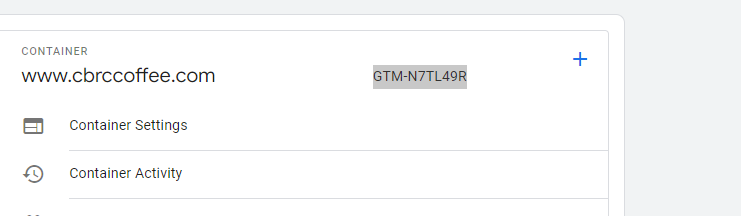 CONTAINER
www.cbrccoffee.com GTM-N7TL49R
Container Settings
Container Activity